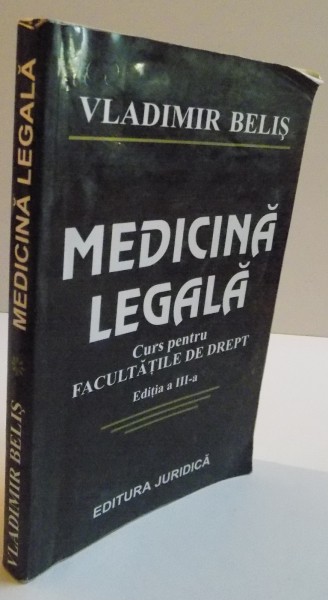 VLADIMIR BELIȘ
MEDICINĂ
LEGALĂ
Curs pentru
FACULTĂȚILE DE DREPT
Ediția a III-a
EDITURA JURIDICĂ
VLADIMIR BELIȘ * MEDICINĂ LEGALĂ